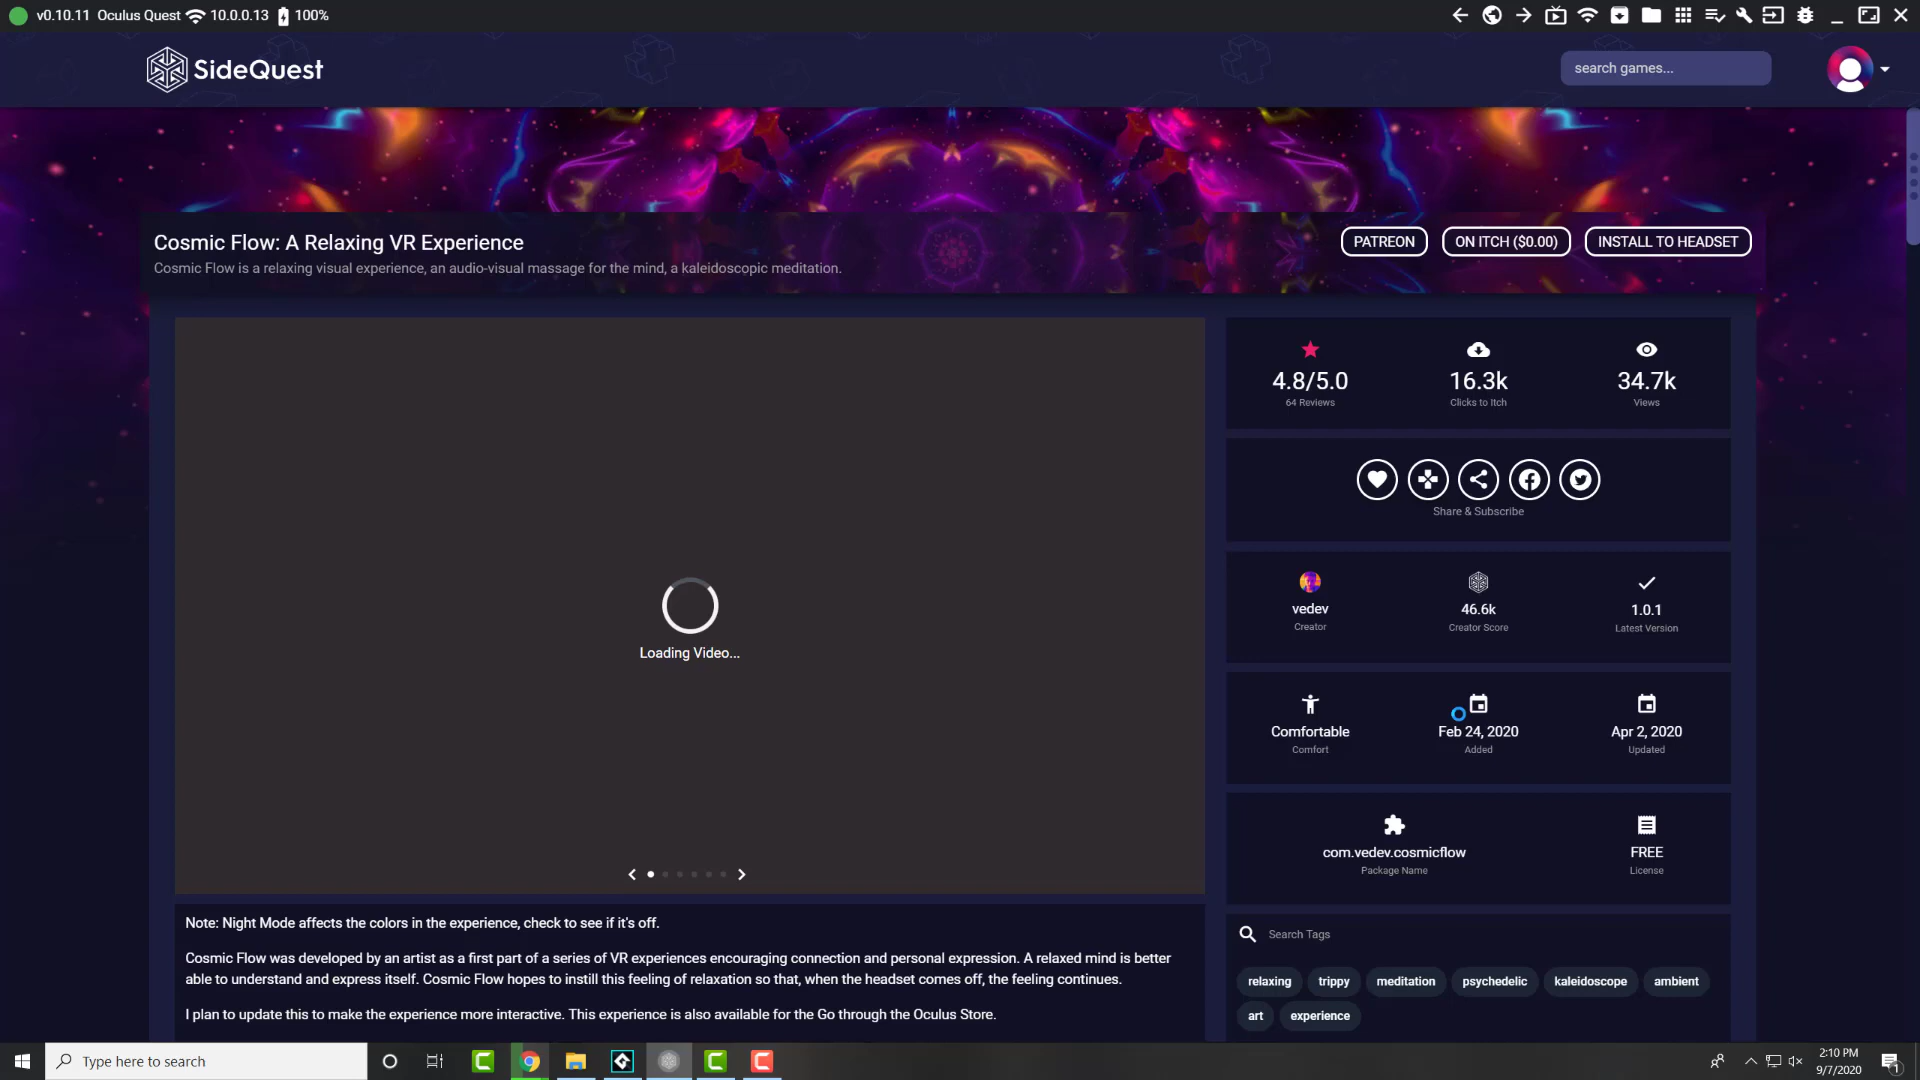 v0.10.11 Oculus Quest 10.0.0.13 100%
SideQuest
search games...
Cosmic Flow: A Relaxing VR Experience
Cosmic Flow is a relaxing visual experience, an audio-visual massage for the mind, a kaleidoscopic meditation.
PATREON
ON ITCH ($0.00)
INSTALL TO HEADSET
Loading Video...
4.8/5.0
64 Reviews
16.3k
Clicks to Itch
34.7k
Views
Share & Subscribe
vedev
Creator
46.6k
Creator Score
1.0.1
Latest Version
Comfortable
Comfort
Feb 24, 2020
Added
Apr 2, 2020
Updated
com.vedev.cosmicflow
Package Name
FREE
License
Search Tags
relaxing trippy meditation psychedelic kaleidoscope ambient
art experience
Note: Night Mode affects the colors in the experience, check to see if it's off.
Cosmic Flow was developed by an artist as a first part of a series of VR experiences encouraging connection and personal expression. A relaxed mind is better
able to understand and express itself. Cosmic Flow hopes to instill this feeling of relaxation so that, when the headset comes off, the feeling continues.
I plan to update this to make the experience more interactive. This experience is also available for the Go through the Oculus Store.
Type here to search
2:10 PM
9/7/2020
1